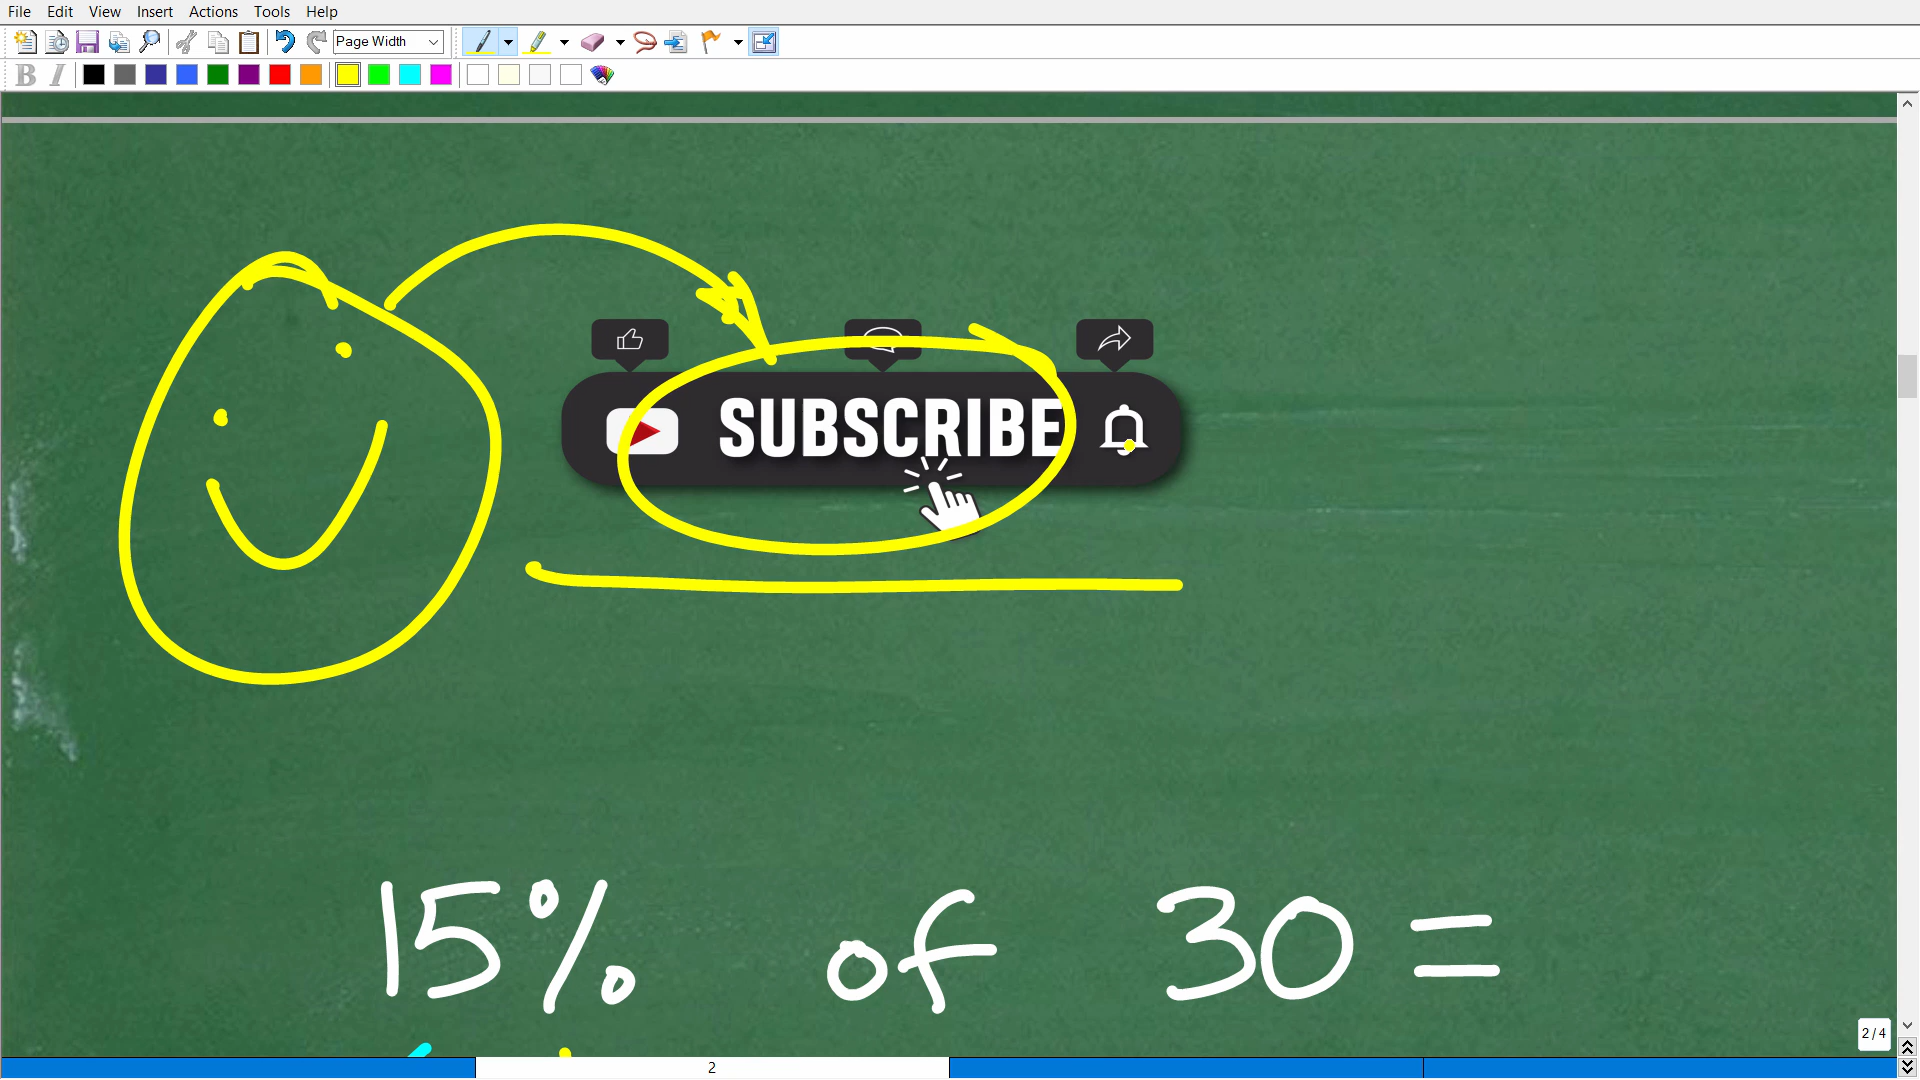 File Edit View Insert Actions Tools Help
Page Width
B I
SUBSCRIBE
15% of 30 =
2 / 4
2